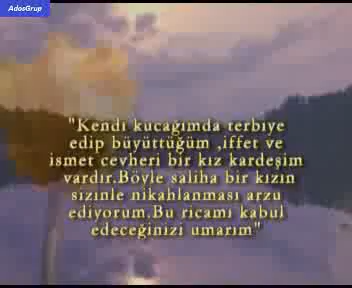 AdosGrup
"Kendi kucağımda terbiye
edip büyüttüğüm ,iffet ve
ismet cevheri bir kız kardeşim
vardır.Böyle saliha bir kızın
sizinle nikahlanması arzu
ediyorum.Bu ricamı kabul
edeceğinizi umarım"